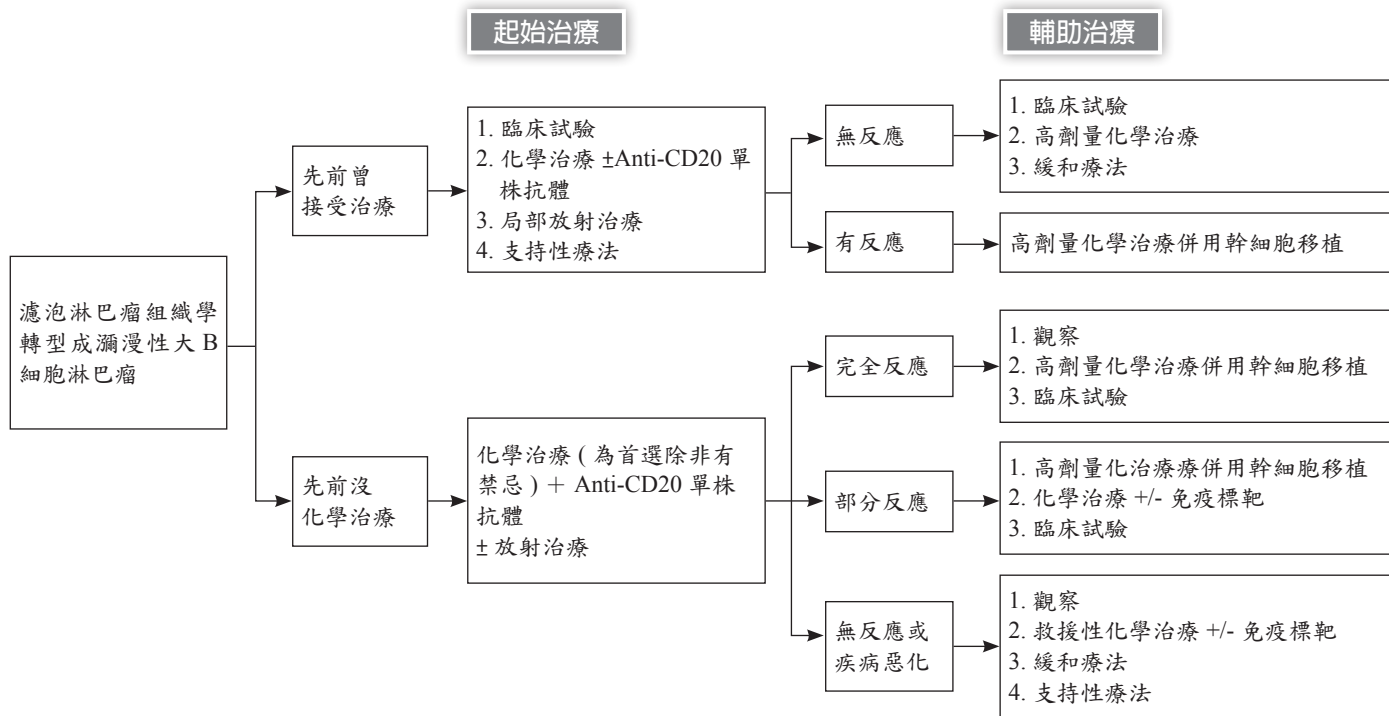 起始治療
輔助治療
濾泡淋巴瘤組織學
轉型成瀰漫性大 B
細胞淋巴瘤
先前曾
接受治療
1. 臨床試驗
2. 化學治療 ±Anti-CD20 單
株抗體
3. 局部放射治療
4. 支持性療法
無反應
1. 臨床試驗
2. 高劑量化學治療
3. 緩和療法
有反應
高劑量化學治療併用幹細胞移植
先前沒
化學治療
化學治療 ( 為首選除非有
禁忌 ) ＋ Anti-CD20 單株
抗體
± 放射治療
完全反應
1. 觀察
2. 高劑量化學治療併用幹細胞移植
3. 臨床試驗
部分反應
1. 高劑量化治療療併用幹細胞移植
2. 化學治療 +/- 免疫標靶
3. 臨床試驗
無反應或
疾病惡化
1. 觀察
2. 救援性化學治療 +/- 免疫標靶
3. 緩和療法
4. 支持性療法